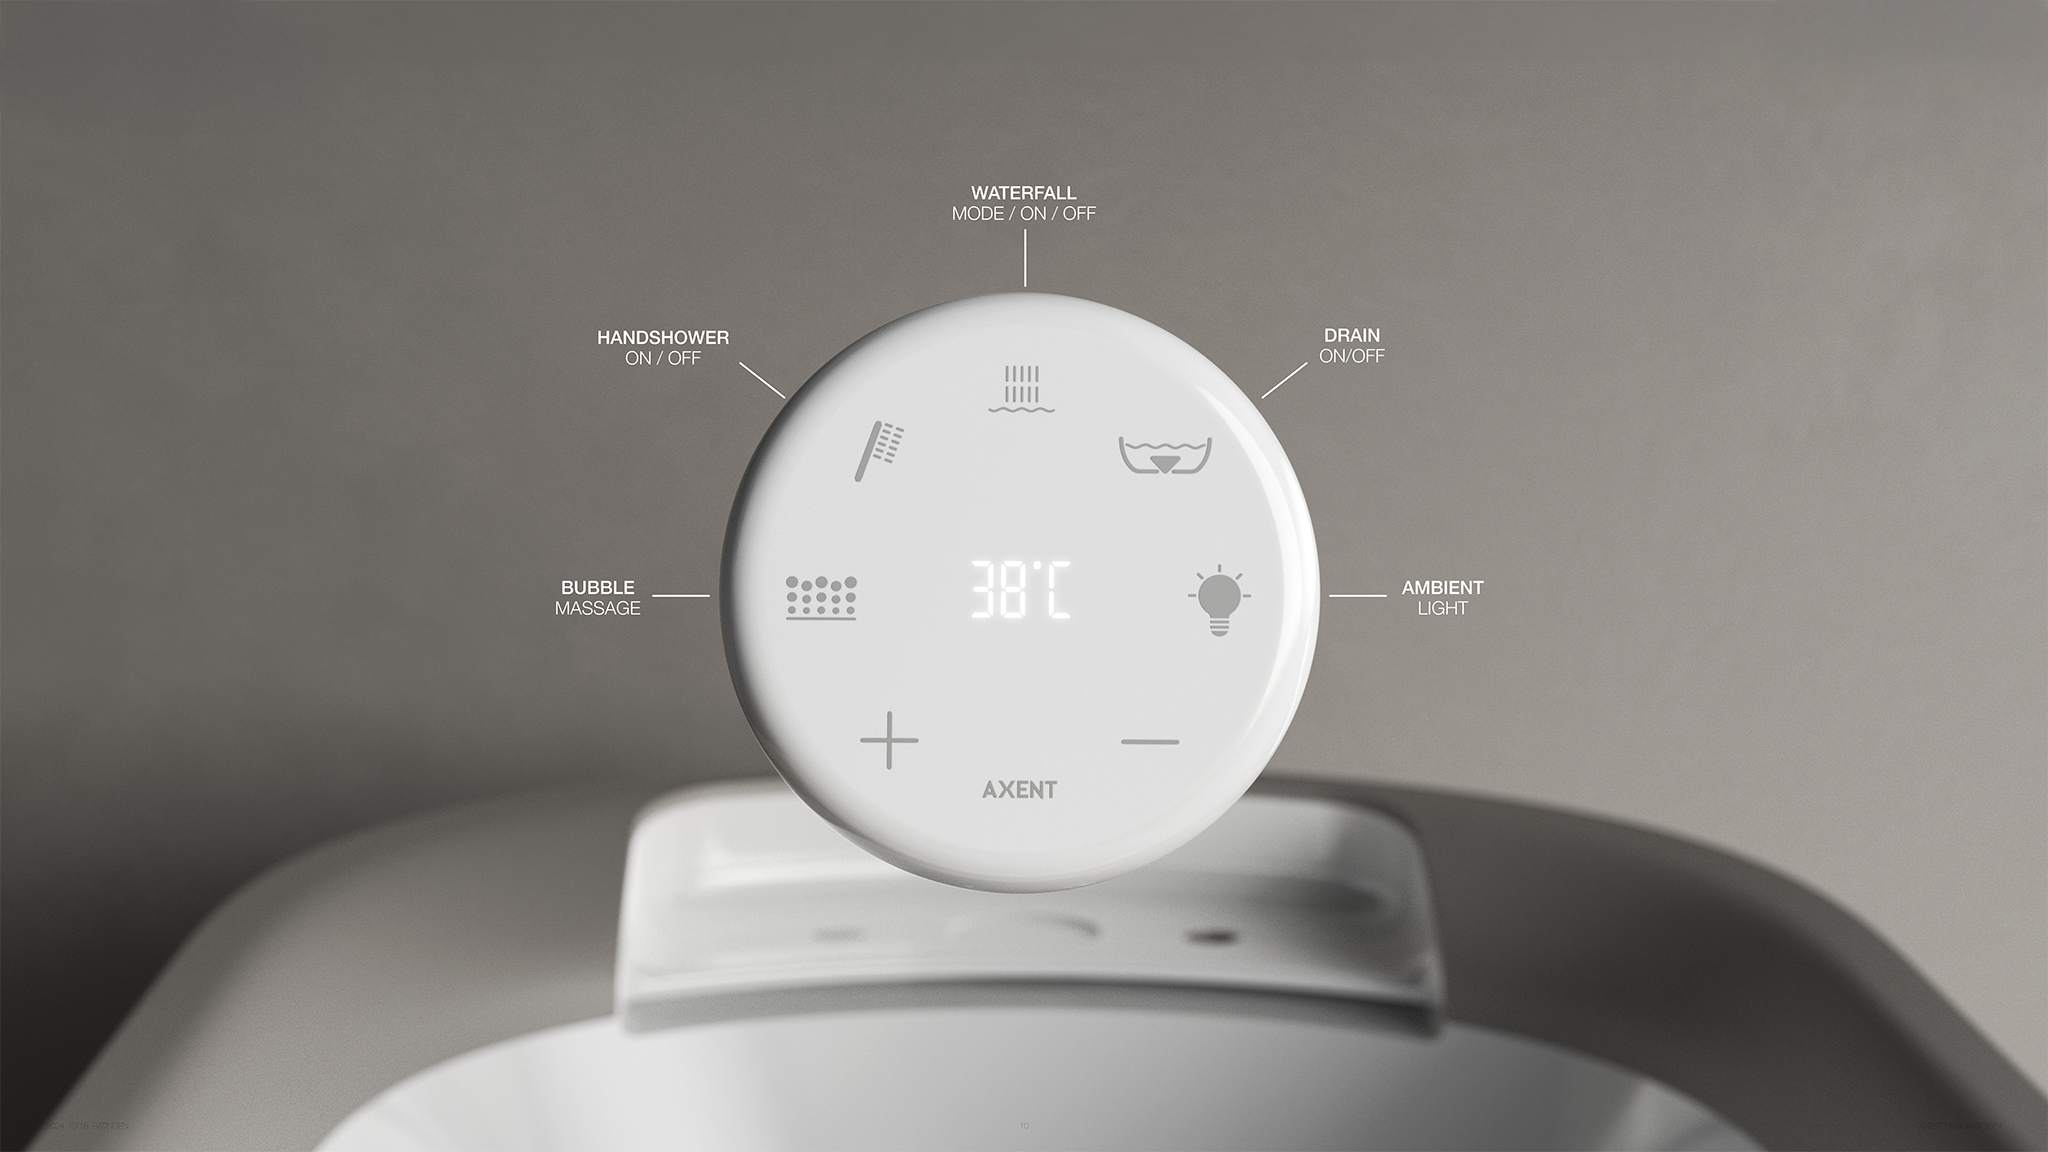 WATERFALL
MODE / ON / OFF
HANDSHOWER
ON / OFF
DRAIN
ON/OFF
BUBBLE
MASSAGE
38°C
AMBIENT
LIGHT
AXENT
10